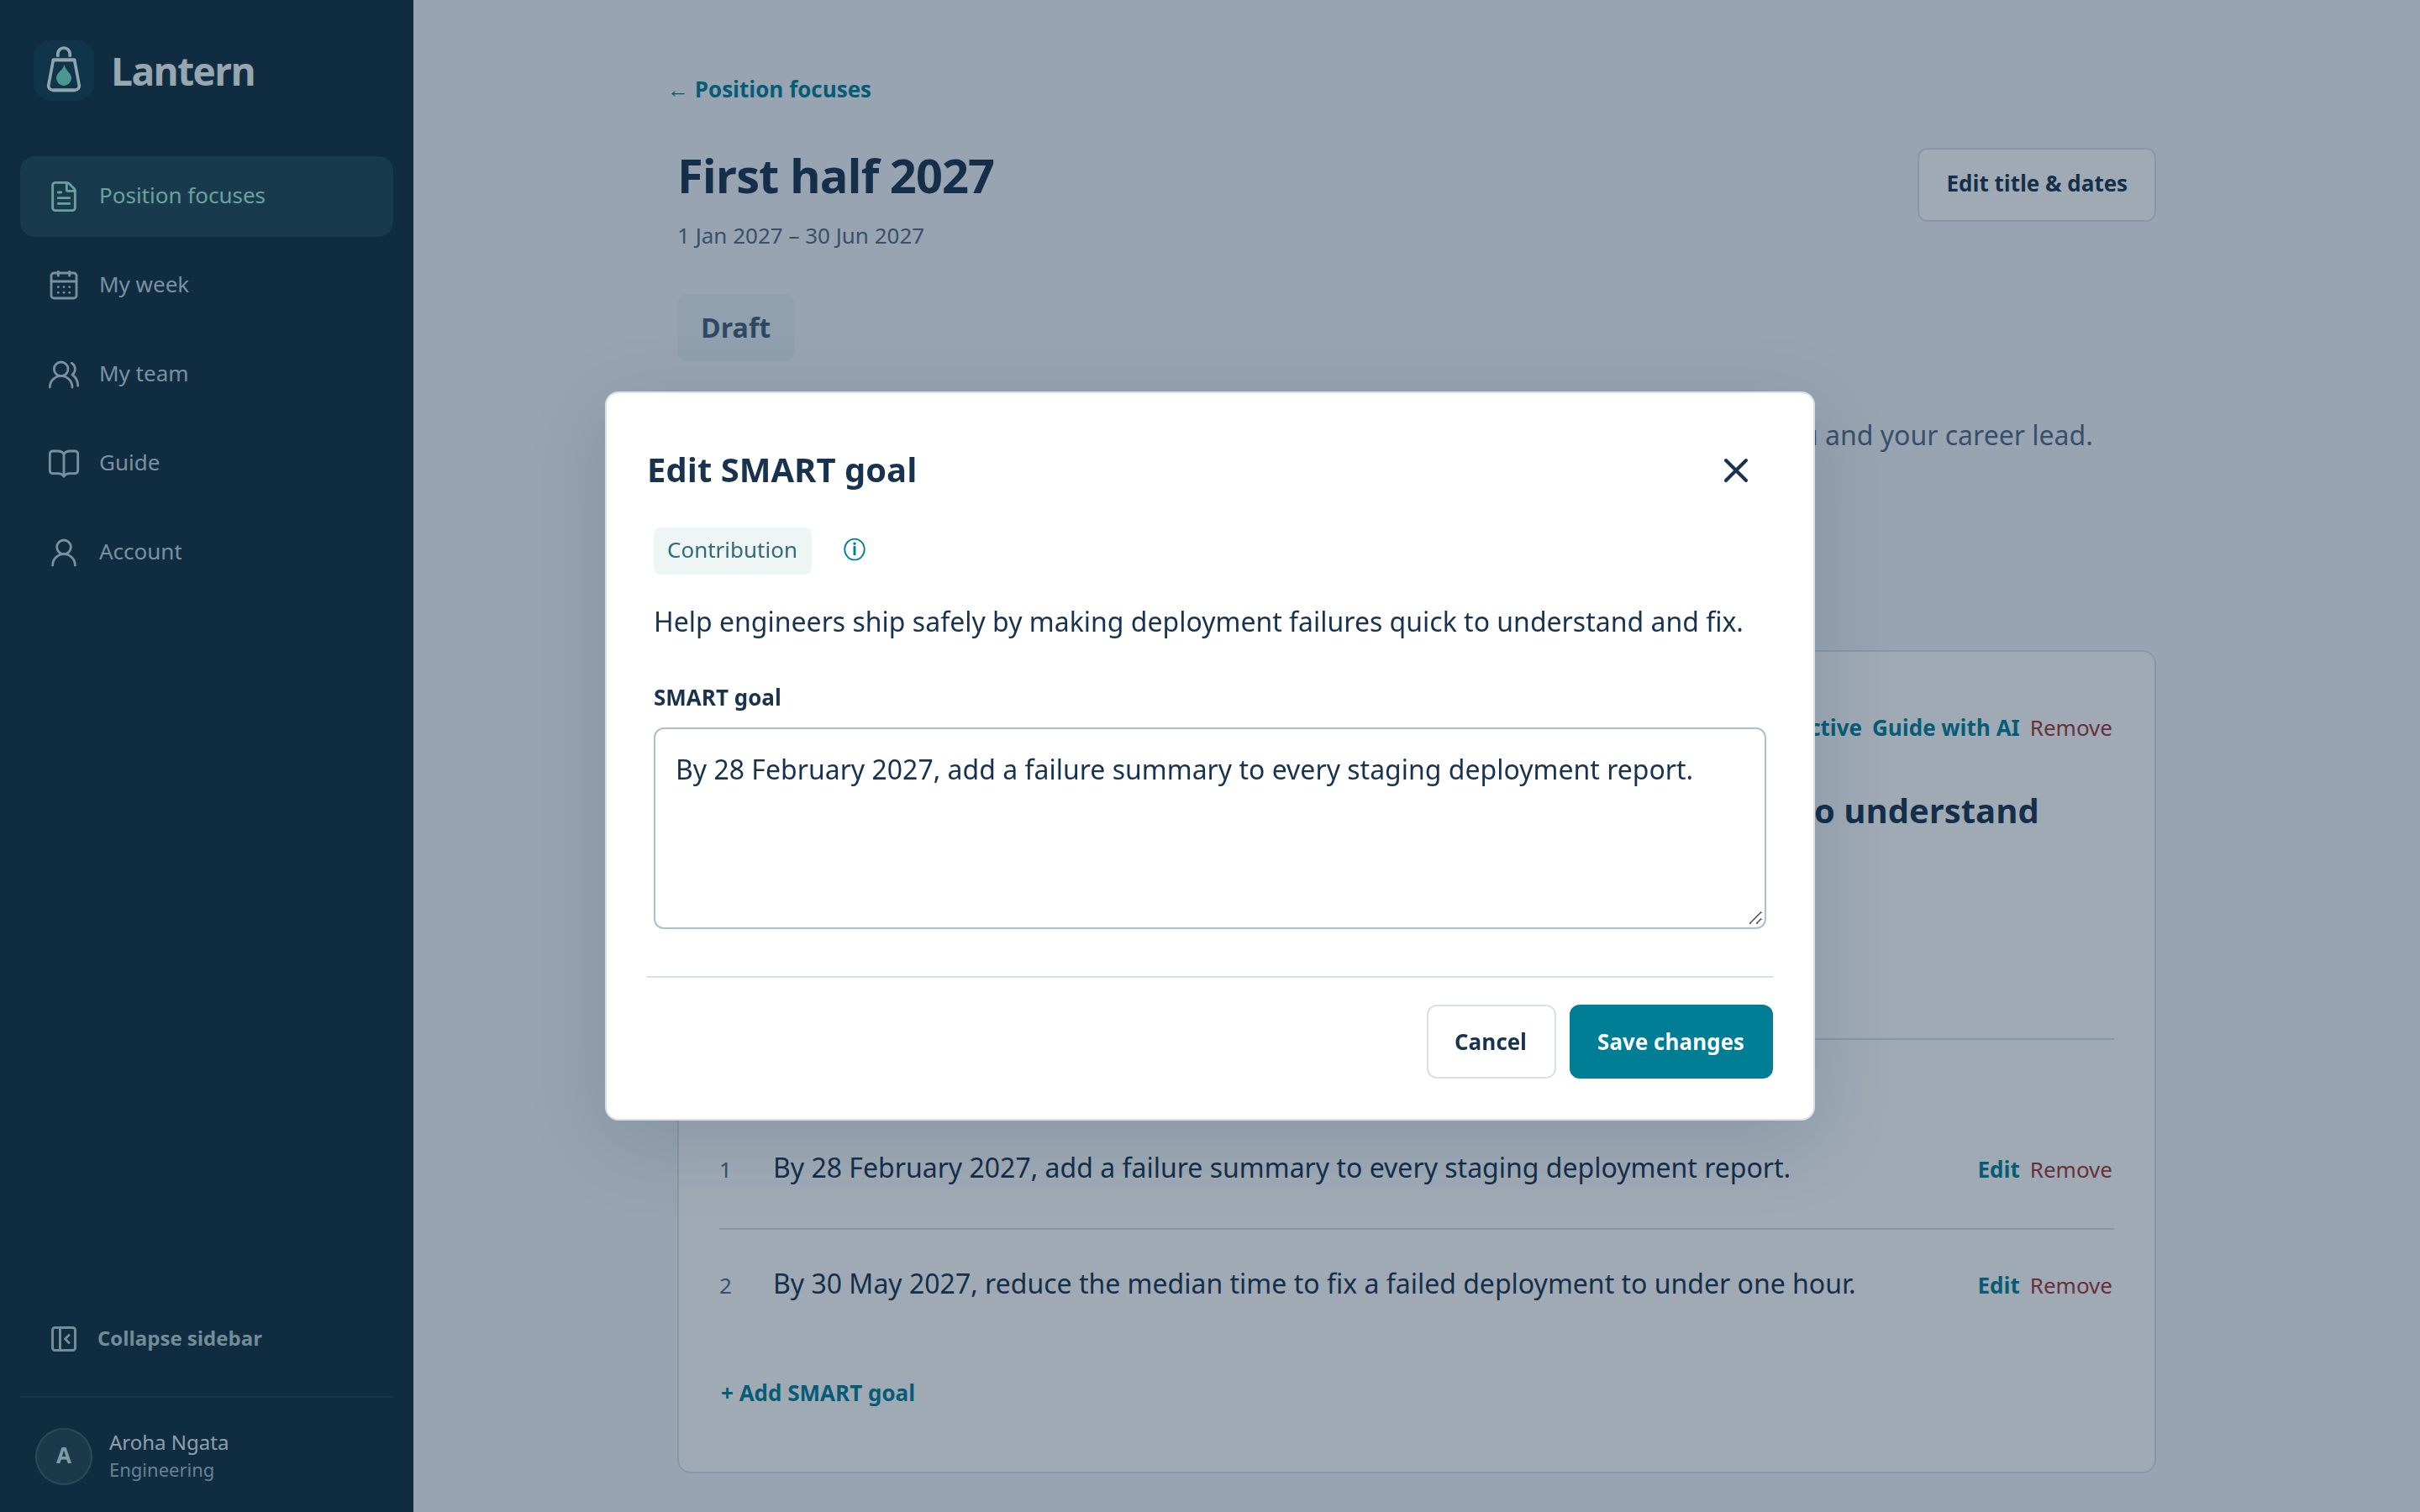 Lantern
Position focuses
My week
My team
Guide
Account
Collapse sidebar
A
Aroha Ngata
Engineering
← Position focuses
First half 2027
Edit title & dates
1 Jan 2027 – 30 Jun 2027
Draft
and your career lead.
Edit SMART goal
Contribution
Help engineers ship safely by making deployment failures quick to understand and fix.
SMART goal
By 28 February 2027, add a failure summary to every staging deployment report.
Cancel
Save changes
Guide with AI Remove
understand
1 By 28 February 2027, add a failure summary to every staging deployment report. Edit Remove
2 By 30 May 2027, reduce the median time to fix a failed deployment to under one hour. Edit Remove
+ Add SMART goal